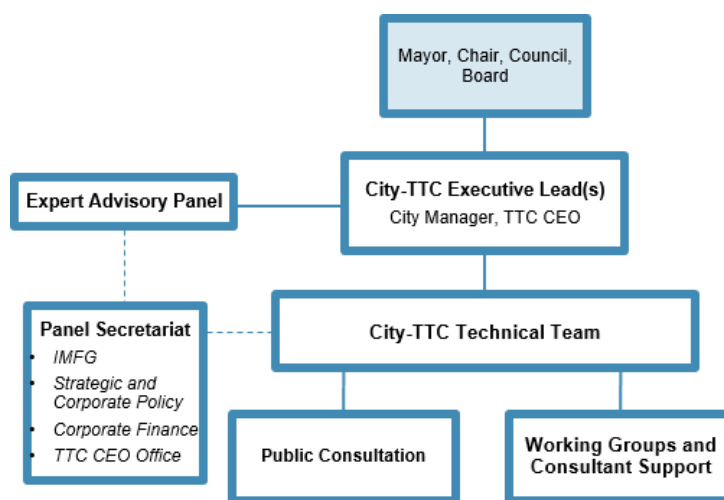 Mayor, Chair, Council,
Board
City-TTC Executive Lead(s)
City Manager, TTC CEO
Expert Advisory Panel
Panel Secretariat
• IMFG
• Strategic and
Corporate Policy
• Corporate Finance
• TTC CEO Office
City-TTC Technical Team
Public Consultation
Working Groups and
Consultant Support